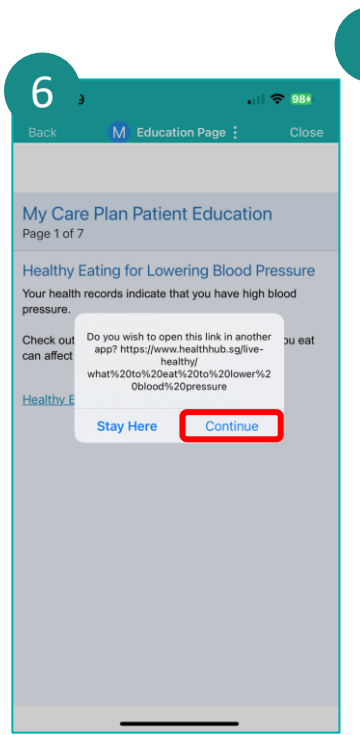 6
98
Back M Education Page Close
My Care Plan Patient Education
Page 1 of 7
Healthy Eating for Lowering Blood Pressure
Your health records indicate that you have high blood
pressure.
Check out ou eat
can affect
Do you wish to open this link in another
app? https://www.healthhub.sg/live-
healthy/
what%20to%20eat%20to%20lower%2
0blood%20pressure
Healthy E
Stay Here Continue